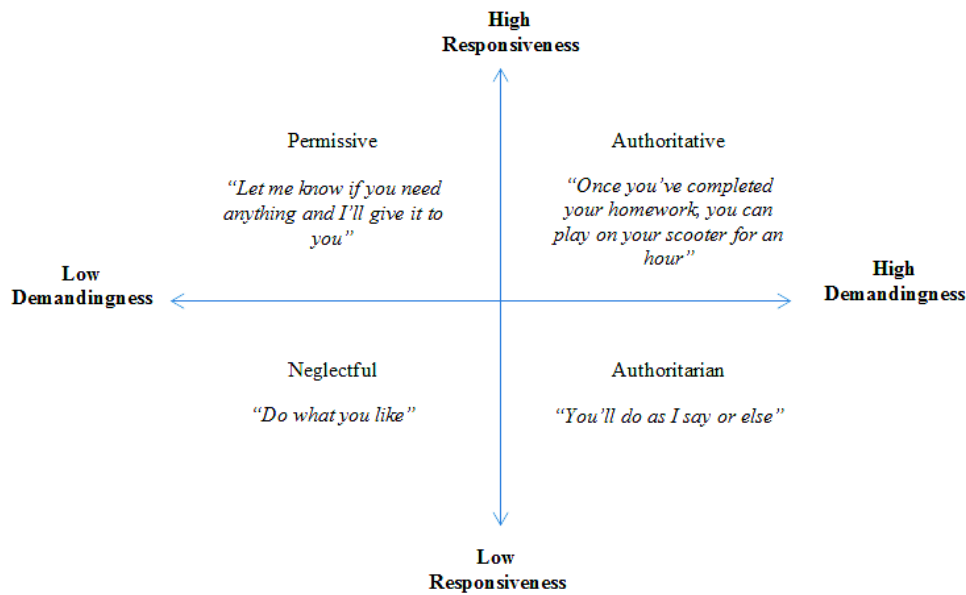 High
Responsiveness
Permissive
“Let me know if you need
anything and I’ll give it to
you”
Authoritative
“Once you’ve completed
your homework, you can
play on your scooter for an
hour”
Low
Demandingness
High
Demandingness
Neglectful
“Do what you like”
Authoritarian
“You’ll do as I say or else”
Low
Responsiveness